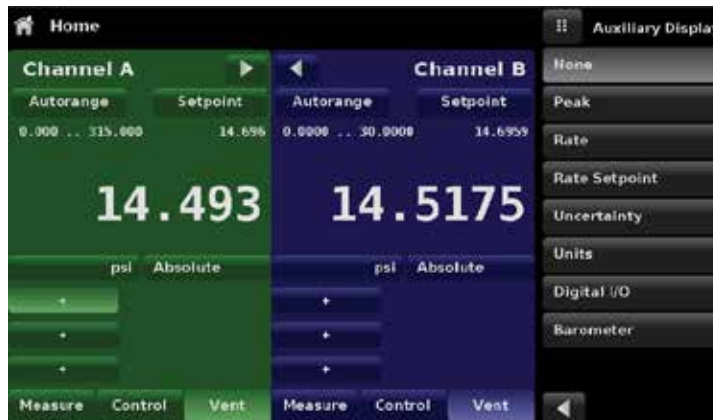 Home
Channel A
Autorange Setpoint
0.000 .. 315.000 14.696
14.493
psi Absolute
+
+
+
Measure Control Vent
Channel B
Autorange Setpoint
0.0000 .. 30.0000 14.6959
14.5175
psi Absolute
+
+
+
Measure Control Vent
Auxiliary Displa
None
Peak
Rate
Rate Setpoint
Uncertainty
Units
Digital I/O
Barometer